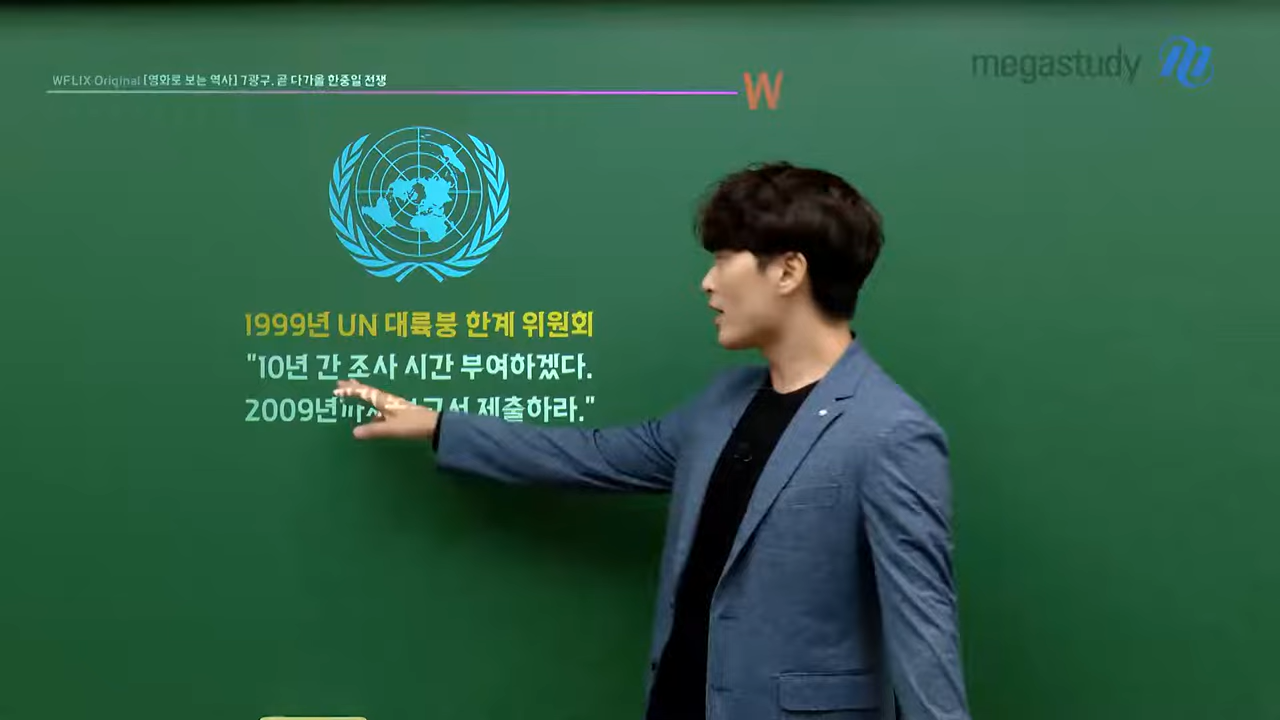 WFLIX Original [영화로 보는 역사] 7광구, 곧 다가올 한중일 전쟁
W
megastudy
1999년 UN 대륙붕 한계 위원회
"10년 간 조사 시간 부여하겠다.
2009년까지 제출하라."